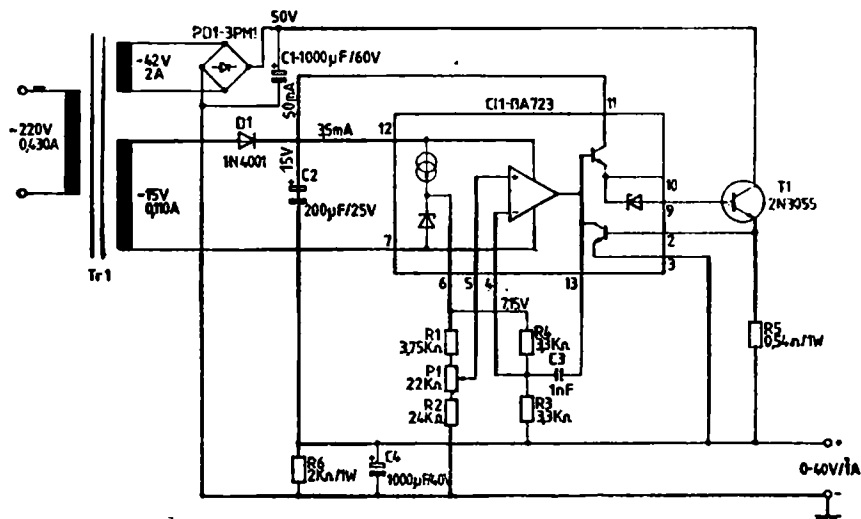 50V
PD1-3PM1
~42V
2A
C1-1000µF/60V
50mA
CI1-BA723
11
~220V
0,430A
D1
1N4001
35mA
12
15V
C2
200µF/25V
~15V
0,110A
10
9
T1
2N3055
7
2
3
Tr1
6
5
4
13
7,15V
R1
3,75KΩ
R4
3,3KΩ
R5
0,54Ω/1W
P1
22KΩ
C3
1nF
R2
24KΩ
R3
3,3KΩ
R6
2KΩ/1W
C4
1000µF/40V
+
0-40V/1A
-